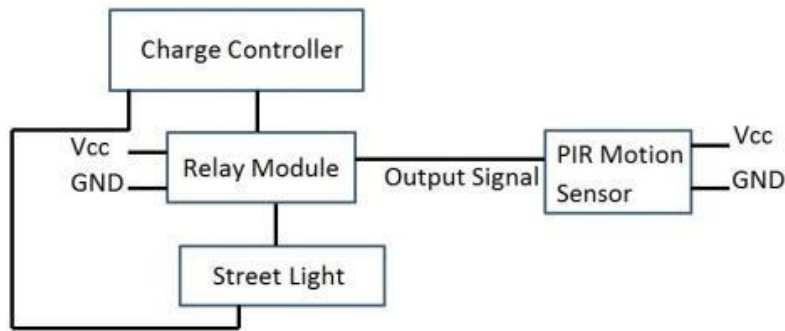 Charge Controller
Vcc
GND
Relay Module
Output Signal
PIR Motion
Sensor
Vcc
GND
Street Light